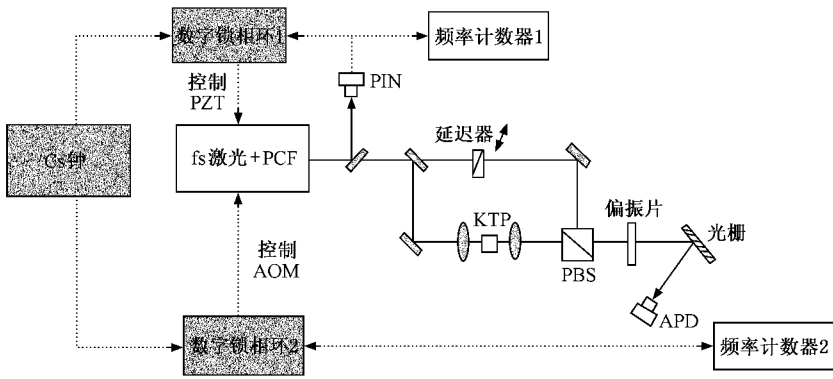 数字锁相环1
频率计数器1
控制
PZT
PIN
Cs钟
fs激光+PCF
延迟器
KTP
偏振片
光栅
控制
AOM
PBS
APD
数字锁相环2
频率计数器2